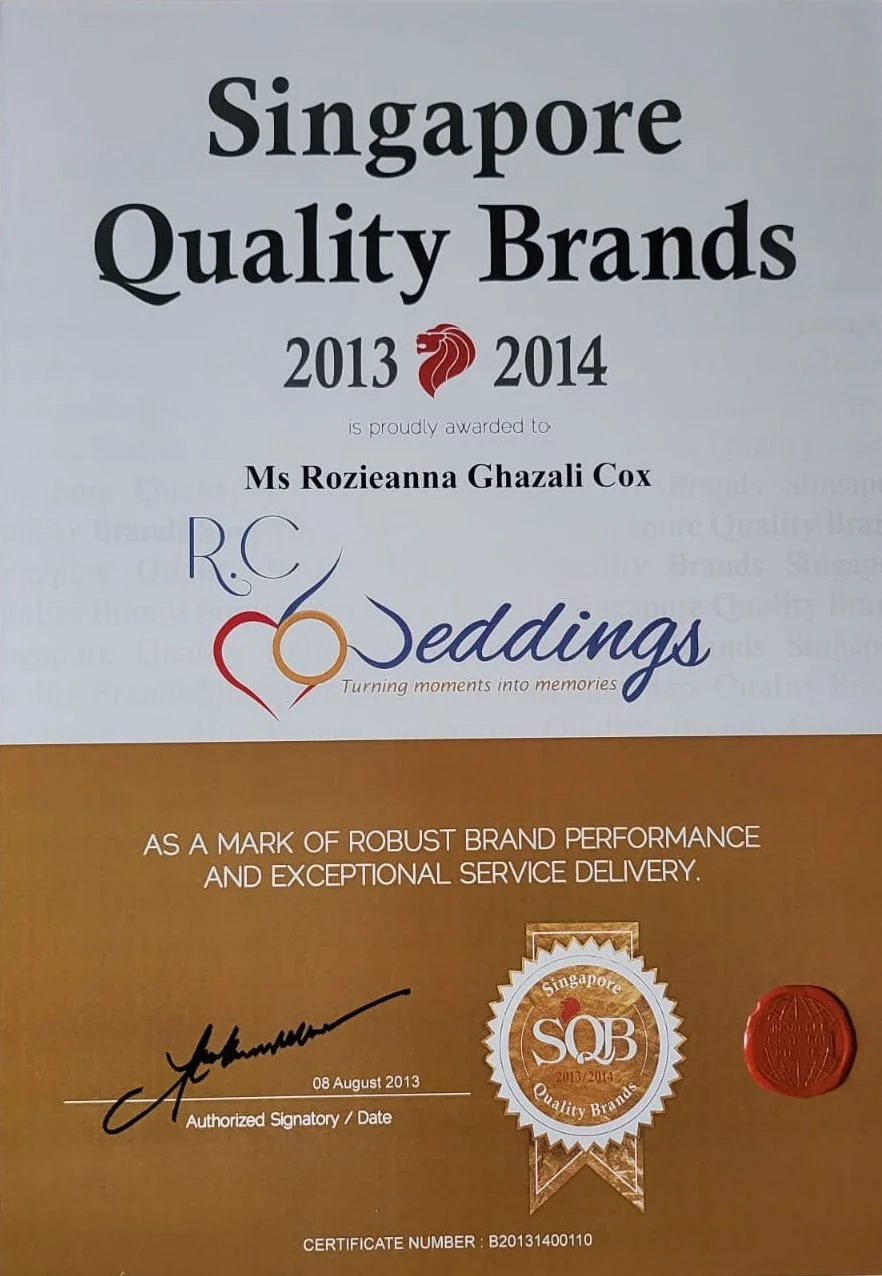 Singapore
Quality Brands
2013 2014
is proudly awarded to
Ms Rozieanna Ghazali Cox
R.C
Weddings
Turning moments into memories
AS A MARK OF ROBUST BRAND PERFORMANCE
AND EXCEPTIONAL SERVICE DELIVERY.
08 August 2013
Authorized Signatory / Date
Singapore
SQB
2013/2014
Quality Brands
CERTIFICATE NUMBER : B20131400110